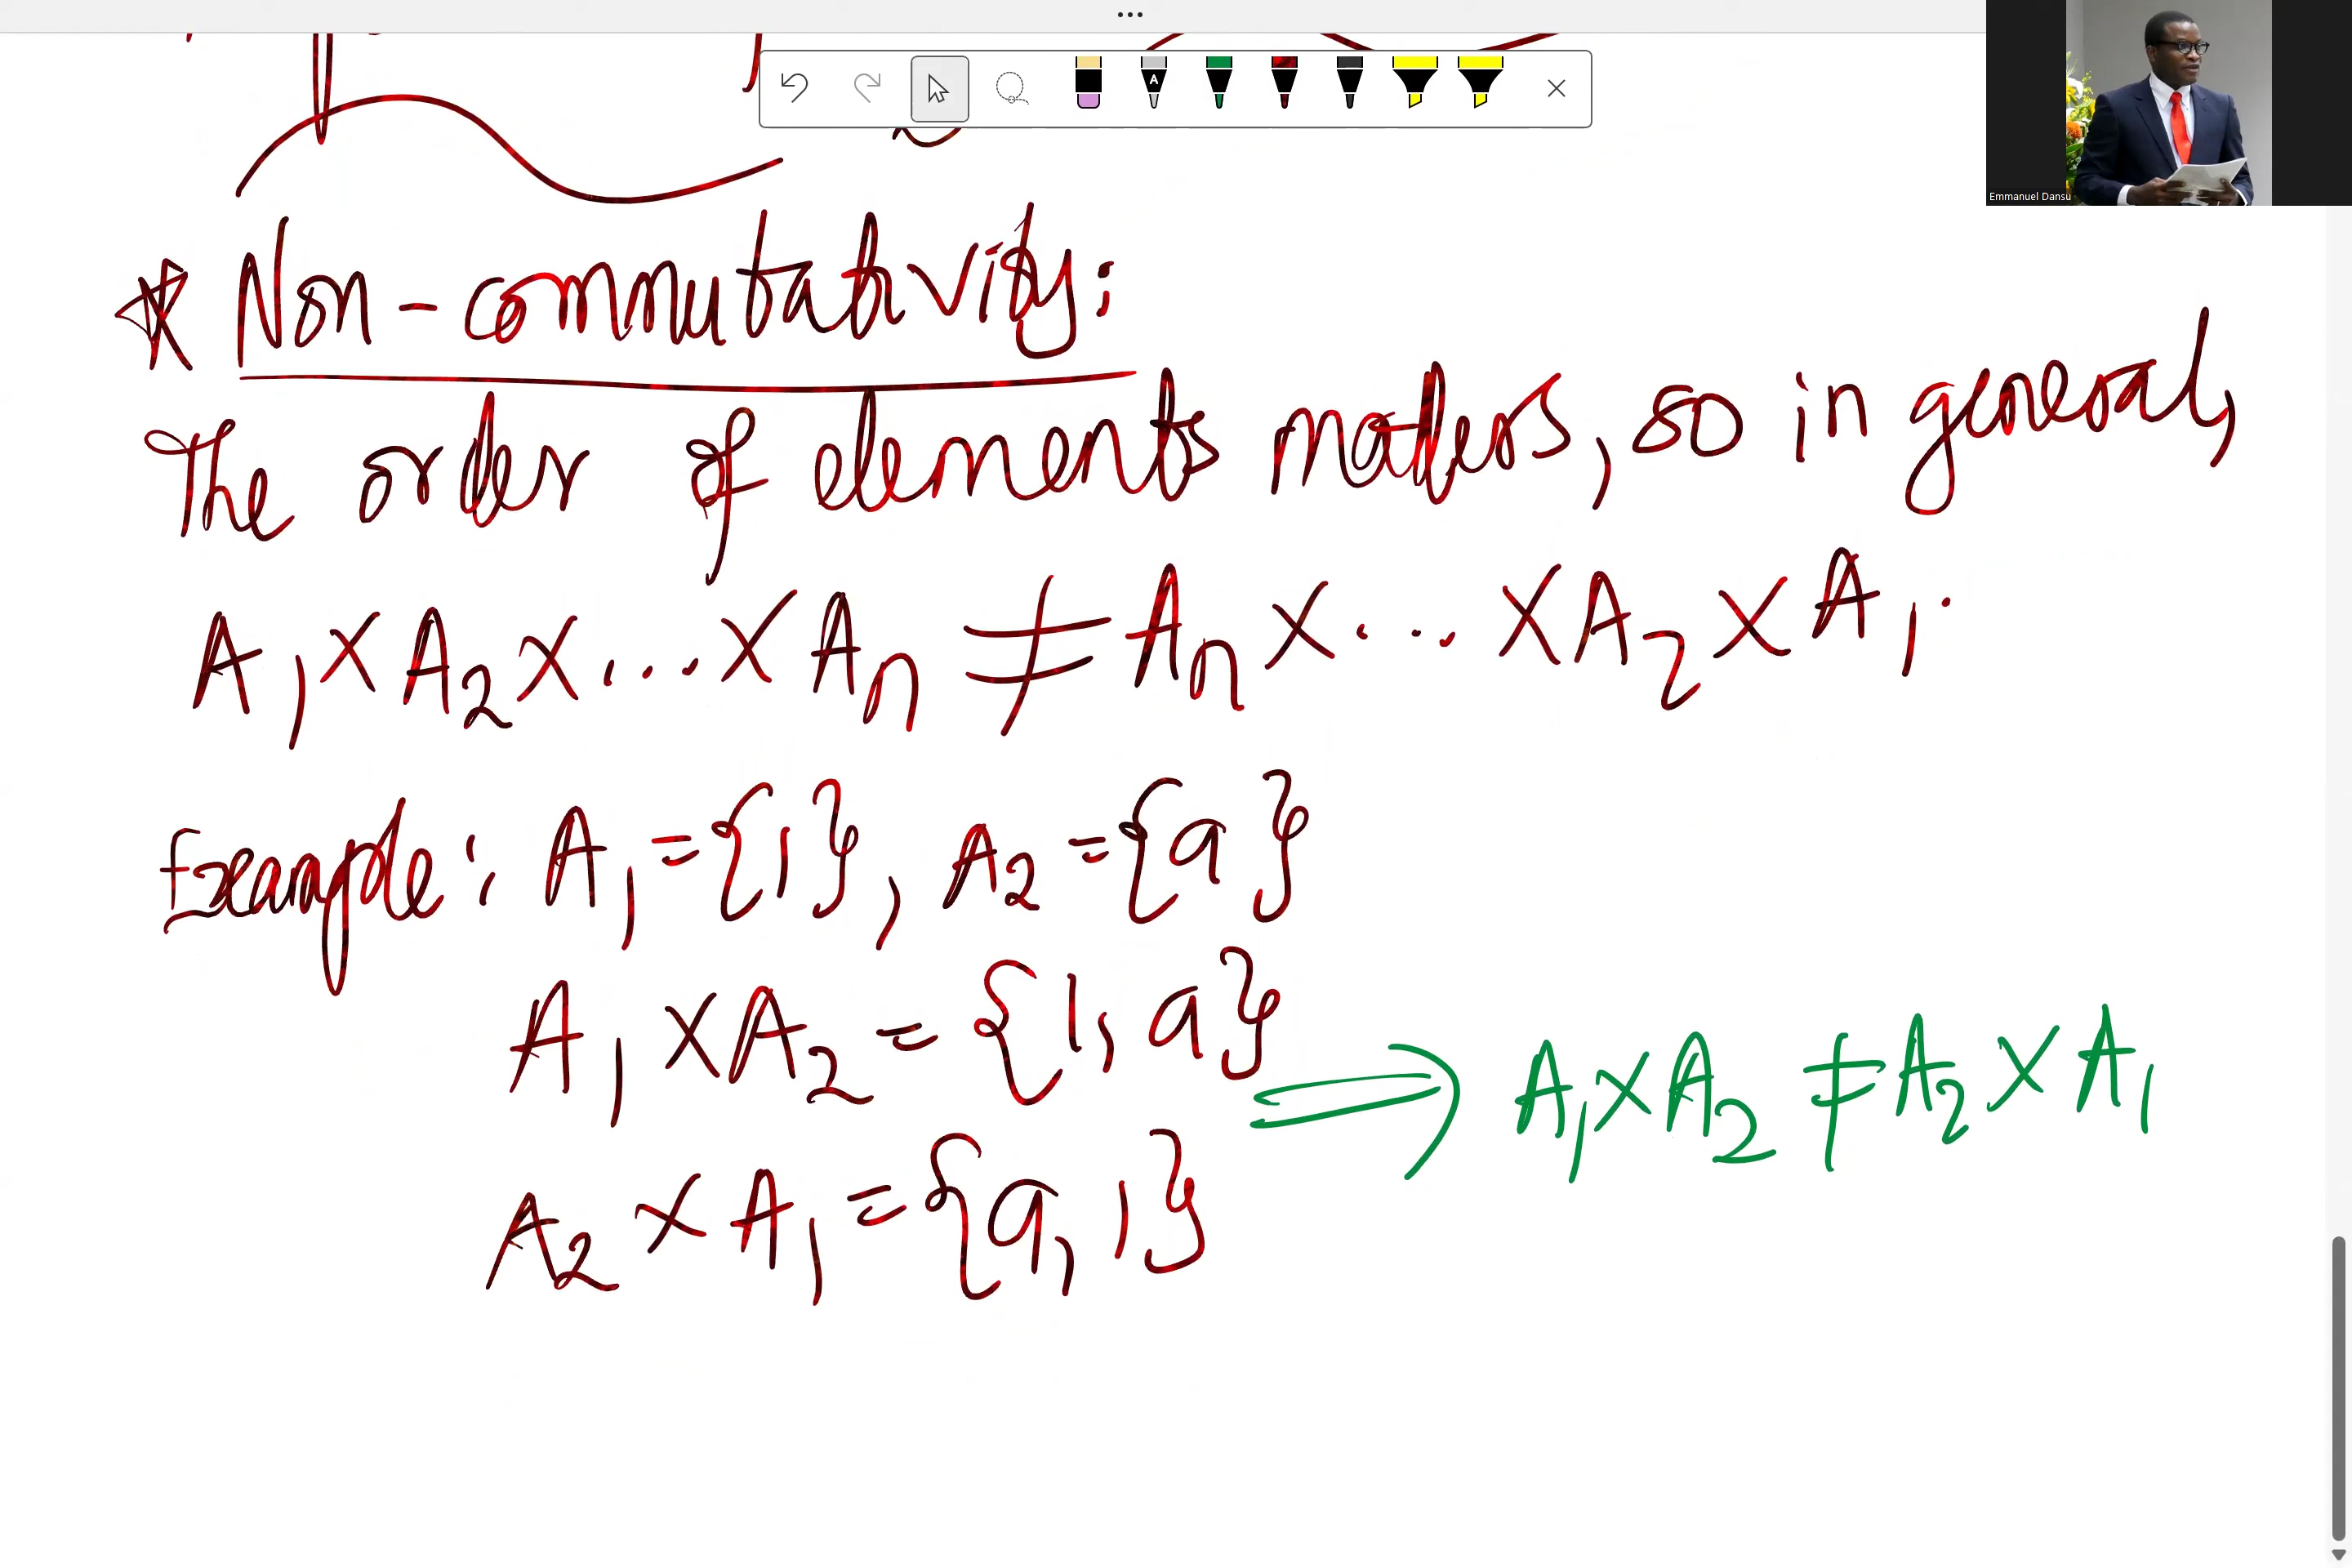 Emmanuel Dansu
* Non-commutativity:
The order of elements matters, so in general,
A₁ × A₂ × ... × Aₙ ≠ Aₙ × ... × A₂ × A₁.
Example: A₁ = {1}, A₂ = {a}
A₁ × A₂ = {1, a}
⟹ A₁ × A₂ ≠ A₂ × A₁
A₂ × A₁ = {a, 1}